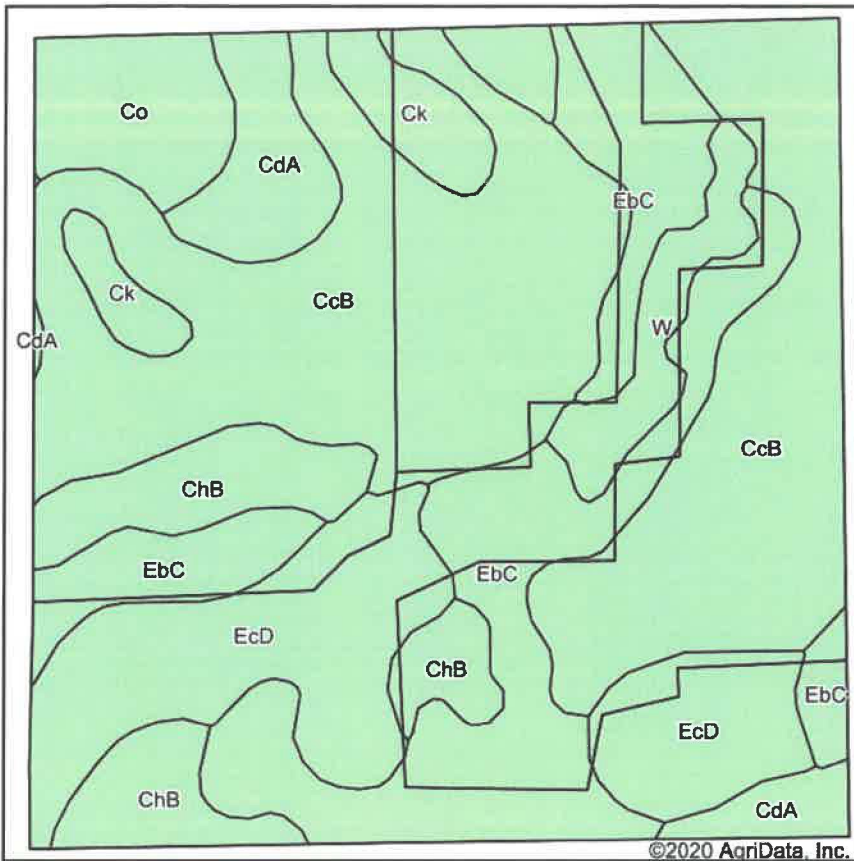 Co
Ck
CdA
EbC
Ck
CcB
W
CdA
CcB
ChB
EbC
EbC
EcD
ChB
EbC
EcD
ChB
CdA
©2020 AgriData, Inc.